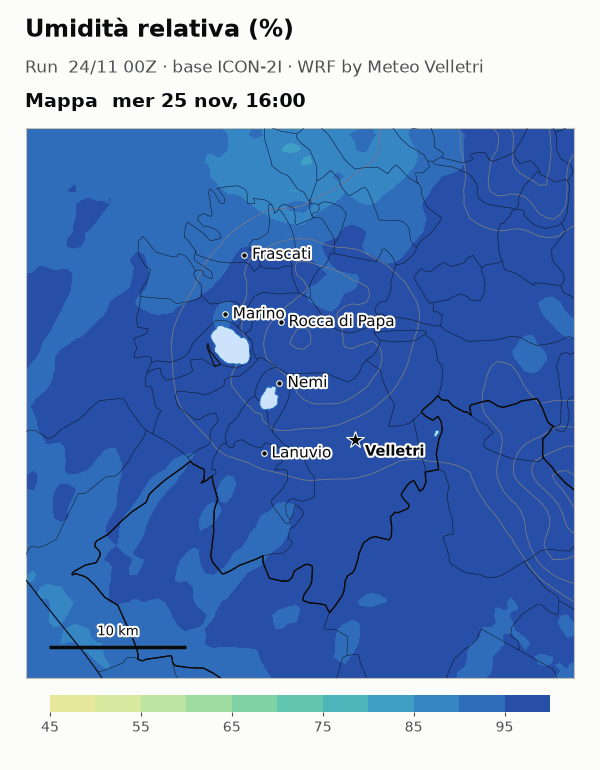 Umidità relativa (%)
Run  24/11 00Z · base ICON-2I · WRF by Meteo Velletri
Mappa  mer 25 nov, 16:00
Frascati
Marino
Rocca di Papa
Nemi
Velletri
Lanuvio
10 km
45 55 65 75 85 95